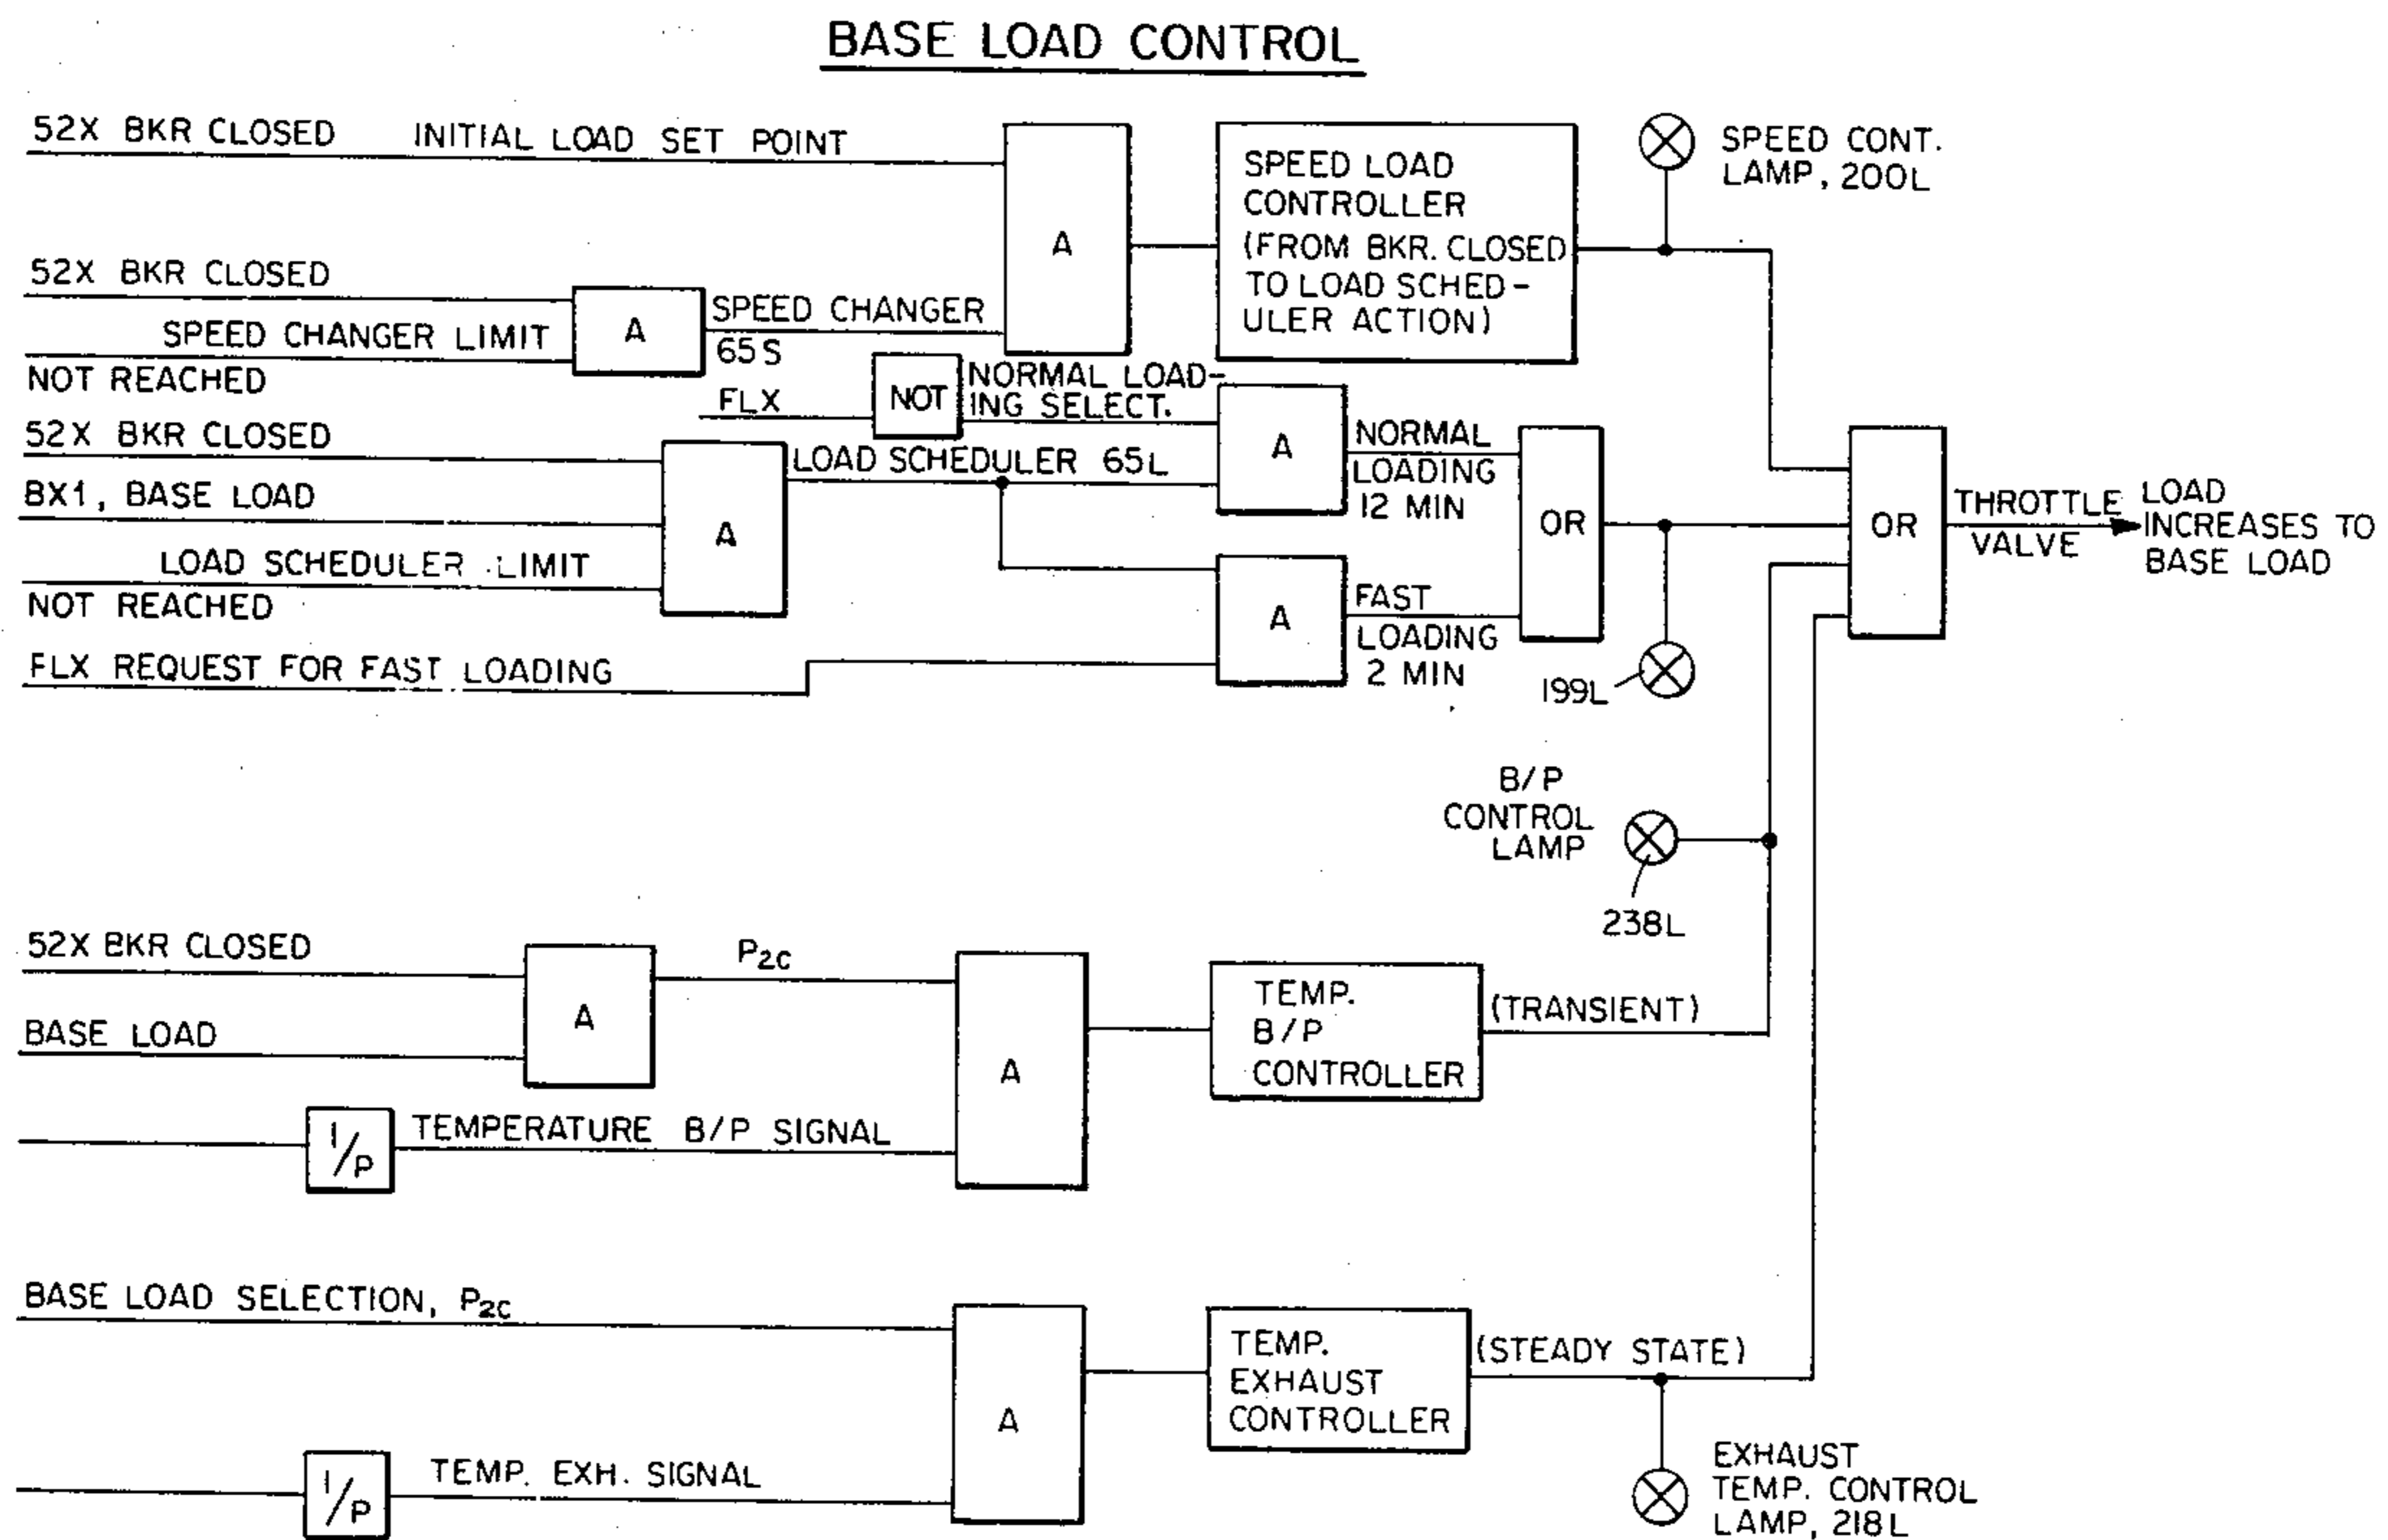 BASE LOAD CONTROL
52X BKR CLOSED INITIAL LOAD SET POINT
A
SPEED LOAD
CONTROLLER
(FROM BKR. CLOSED
TO LOAD SCHED-
ULER ACTION)
SPEED CONT.
LAMP, 200L
52X BKR CLOSED
SPEED CHANGER LIMIT
NOT REACHED
A
SPEED CHANGER
65S
FLX
NOT
NORMAL LOAD-
ING SELECT.
52X BKR CLOSED
BX1, BASE LOAD
LOAD SCHEDULER LIMIT
NOT REACHED
A
LOAD SCHEDULER 65L
A
NORMAL
LOADING
12 MIN
FLX REQUEST FOR FAST LOADING
A
FAST
LOADING
2 MIN
OR
199L
OR
THROTTLE
VALVE
LOAD
INCREASES TO
BASE LOAD
B/P
CONTROL
LAMP
238L
52X BKR CLOSED
BASE LOAD
A
P2C
I/P
TEMPERATURE B/P SIGNAL
A
TEMP.
B/P
CONTROLLER
(TRANSIENT)
BASE LOAD SELECTION, P2C
I/P
TEMP. EXH. SIGNAL
A
TEMP.
EXHAUST
CONTROLLER
(STEADY STATE)
EXHAUST
TEMP. CONTROL
LAMP, 218L